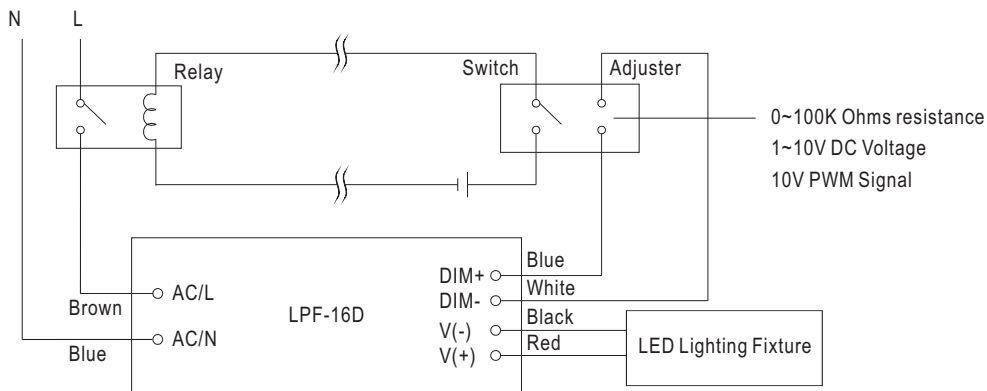 N L
Relay
Switch
Adjuster
0~100K Ohms resistance
1~10V DC Voltage
10V PWM Signal
Brown
AC/L
Blue
AC/N
LPF-16D
DIM+
Blue
DIM-
White
V(-)
Black
V(+)
Red
LED Lighting Fixture